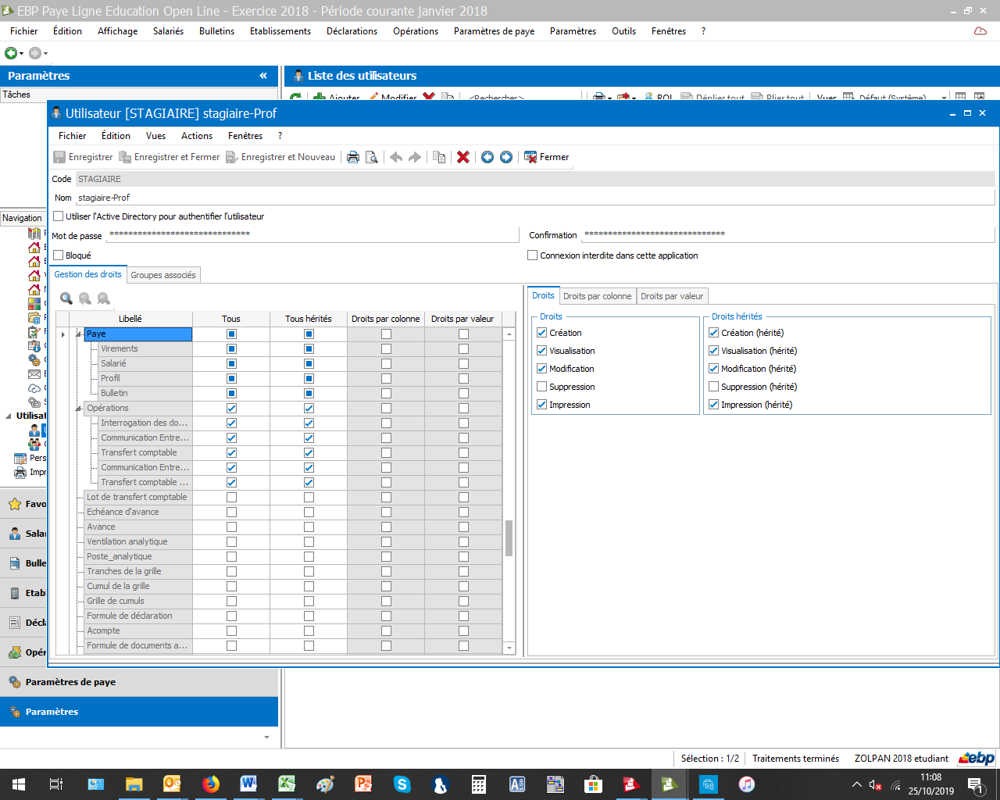 EBP Paye Ligne Education Open Line - Exercice 2018 - Période courante janvier 2018
Fichier Édition Affichage Salariés Bulletins Etablissements Déclarations Opérations Paramètres de paye Paramètres Outils Fenêtres ?
Paramètres «
Liste des utilisateurs
Tâches
Ajouter Modifier <Rechercher> ROI Déplier tout Plier tout Vues Défaut (Système)
Utilisateur [STAGIAIRE] stagiaire-Prof
Fichier Édition Vues Actions Fenêtres ?
Enregistrer Enregistrer et Fermer Enregistrer et Nouveau Fermer
Code STAGIAIRE
Nom stagiaire-Prof
Utiliser l'Active Directory pour authentifier l'utilisateur
Navigation
Mot de passe ******************************
Confirmation ******************************
Bloqué
Connexion interdite dans cette application
Gestion des droits Groupes associés
Droits Droits par colonne Droits par valeur
Libellé Tous Tous hérités Droits par colonne Droits par valeur
Paye
Virements
Salarié
Profil
Bulletin
Opérations
Interrogation des do...
Communication Entre...
Transfert comptable
Communication Entre...
Transfert comptable ...
Lot de transfert comptable
Echéance d'avance
Avance
Ventilation analytique
Poste_analytique
Tranches de la grille
Cumul de la grille
Grille de cumuls
Formule de déclaration
Acompte
Formule de documents a...
Droits
Création
Visualisation
Modification
Suppression
Impression
Droits hérités
Création (hérité)
Visualisation (hérité)
Modification (hérité)
Suppression (hérité)
Impression (hérité)
Utilisat
Pers
Impr
Favo
Salar
Bulle
Etab
Décla
Opér
Paramètres de paye
Paramètres
Sélection : 1/2 Traitements terminés ZOLPAN 2018 etudiant ebp
11:08
25/10/2019
1